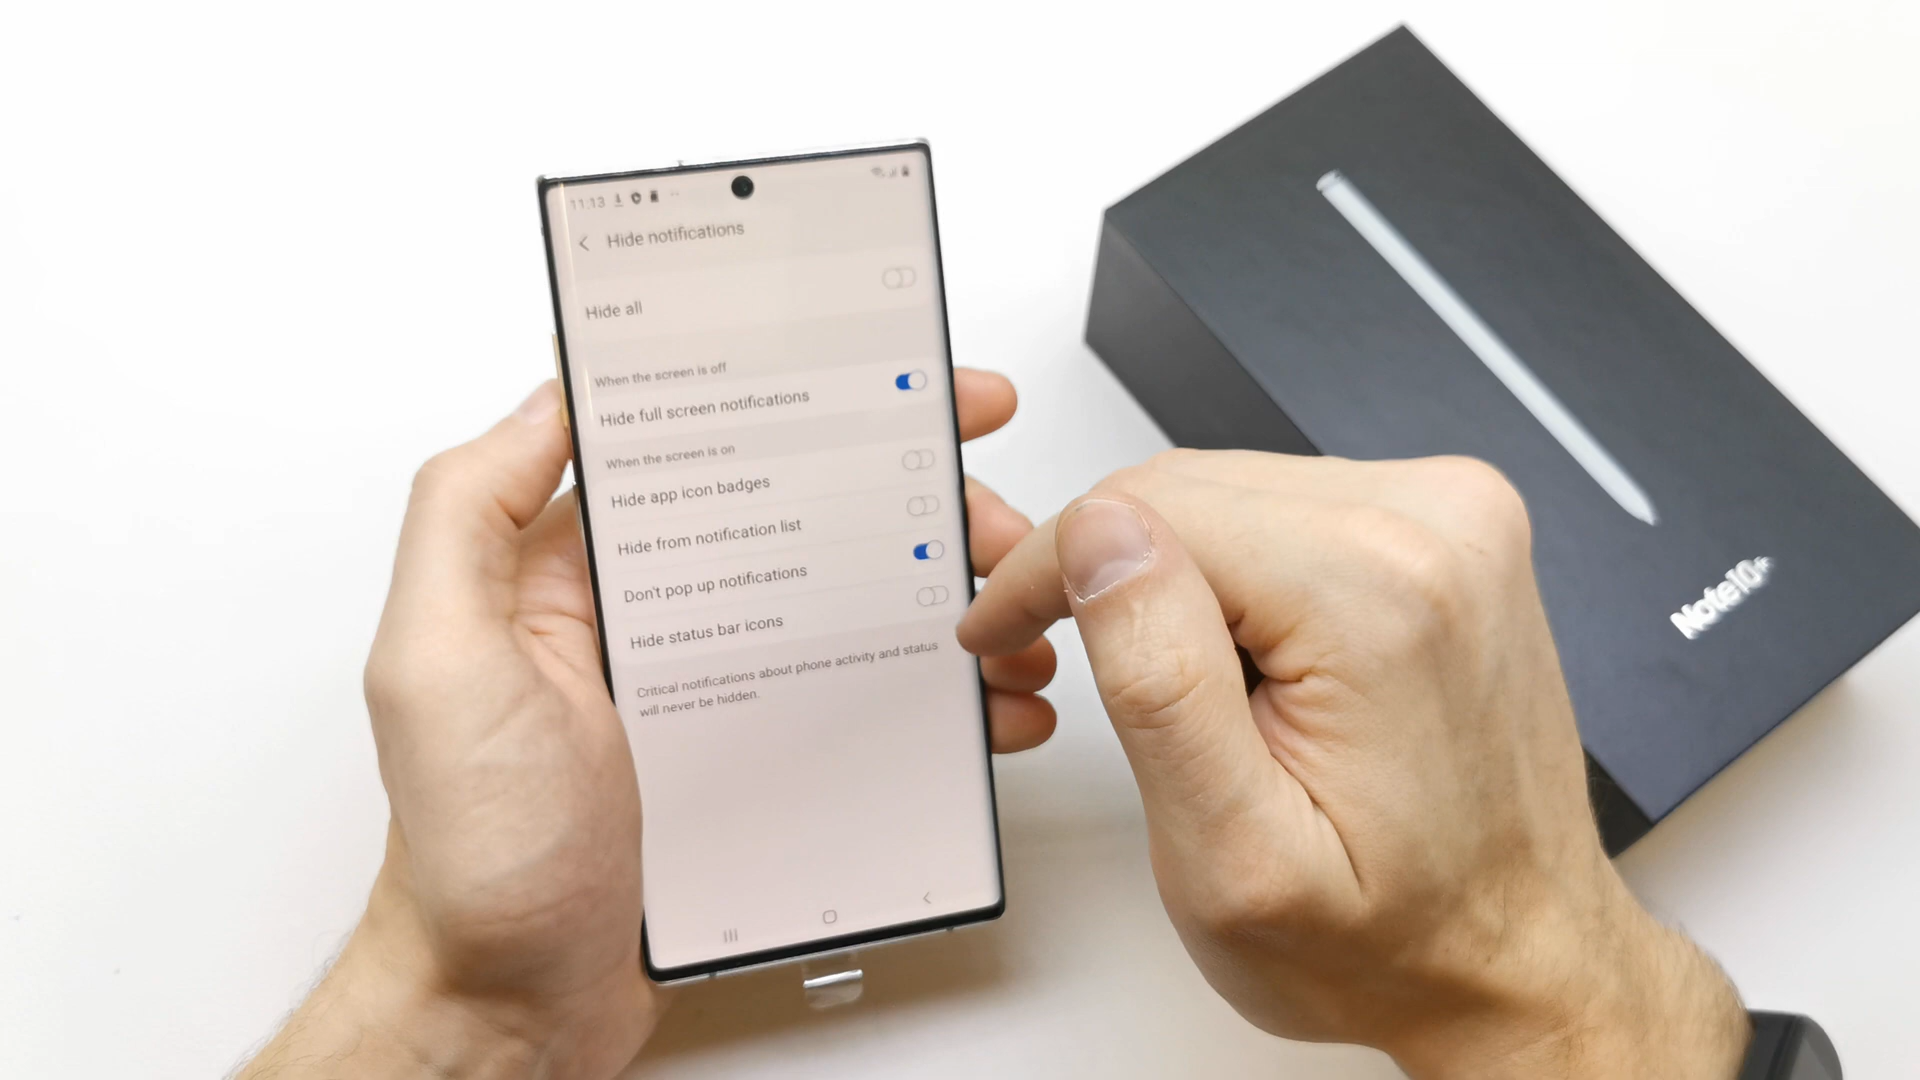 11:13
Hide notifications
Hide all
When the screen is off
Hide full screen notifications
When the screen is on
Hide app icon badges
Hide from notification list
Don't pop up notifications
Hide status bar icons
Critical notifications about phone activity and status
will never be hidden.
Note10+